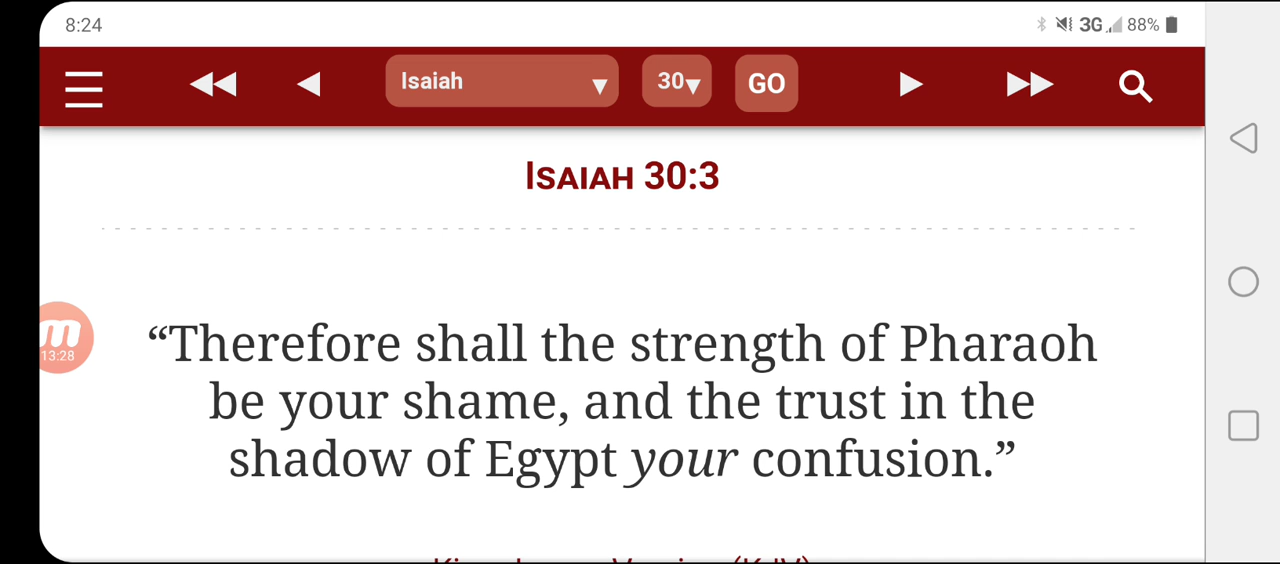 8:24 3G 88%
Isaiah 30 GO
Isaiah 30:3
“Therefore shall the strength of Pharaoh
be your shame, and the trust in the
shadow of Egypt your confusion.”
m
13:28